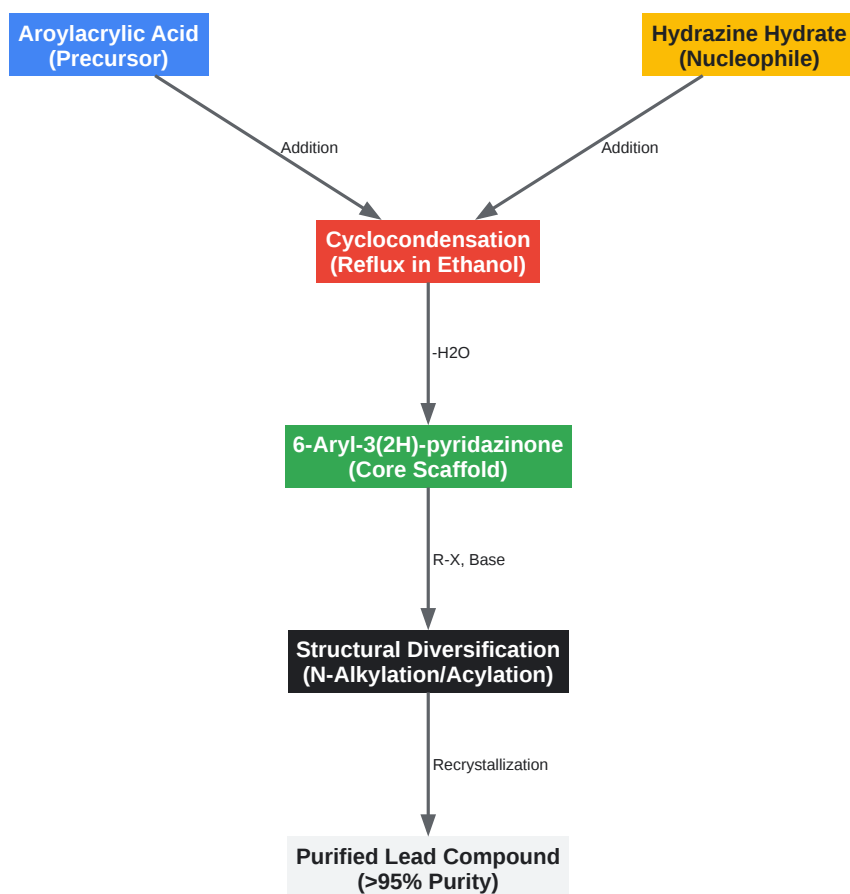 Aroylacrylic Acid
(Precursor)
Hydrazine Hydrate
(Nucleophile)
Addition
Addition
Cyclocondensation
(Reflux in Ethanol)
-H2O
6-Aryl-3(2H)-pyridazinone
(Core Scaffold)
R-X, Base
Structural Diversification
(N-Alkylation/Acylation)
Recrystallization
Purified Lead Compound
(>95% Purity)